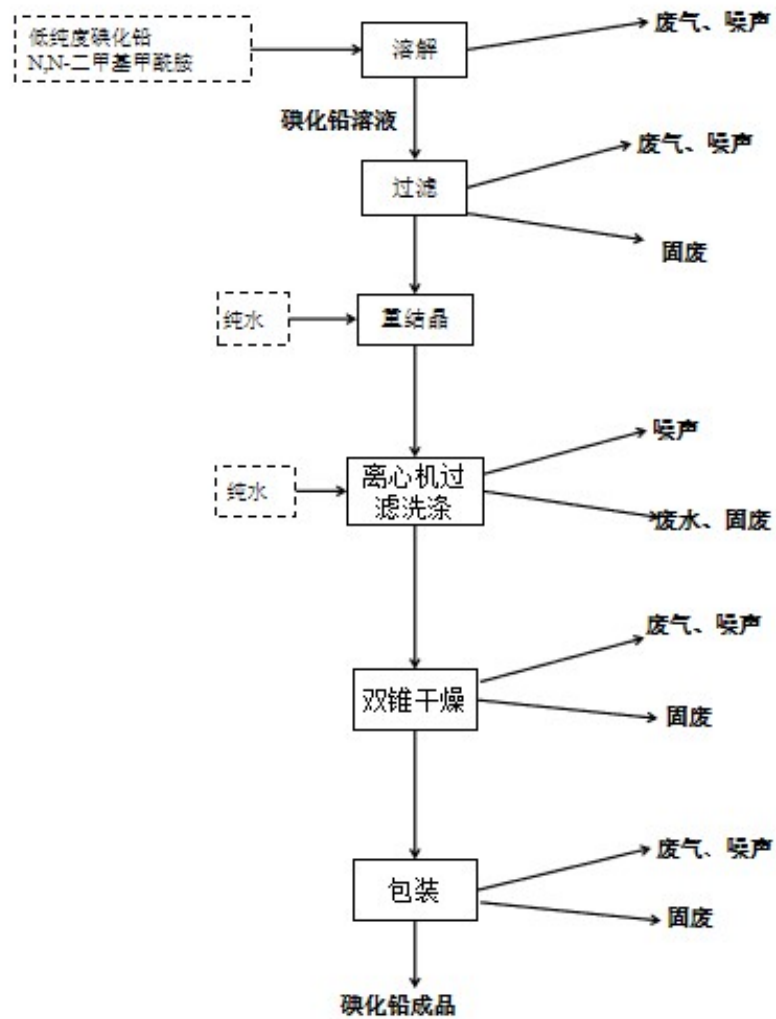 低纯度碘化铅
N,N-二甲基甲酰胺
溶解
废气、噪声
碘化铅溶液
过滤
废气、噪声
固废
纯水
重结晶
纯水
离心机过
滤洗涤
噪声
废水、固废
双锥干燥
废气、噪声
固废
包装
废气、噪声
固废
碘化铅成品